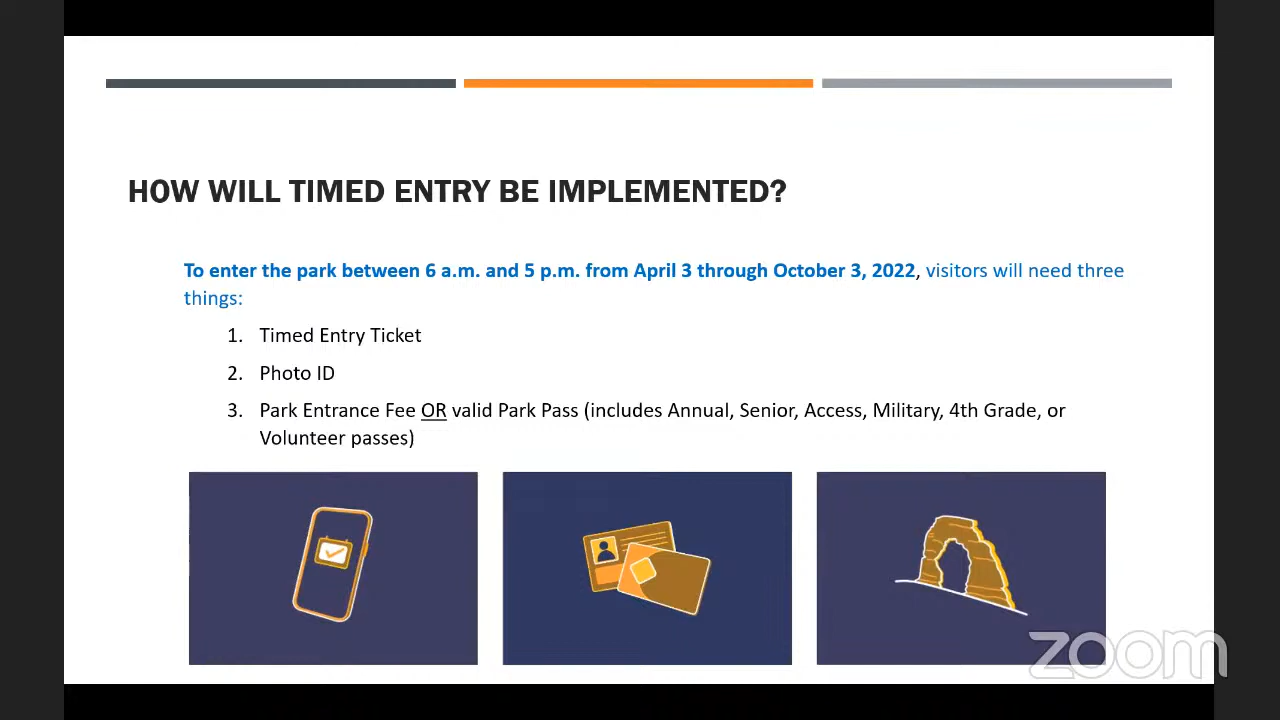 HOW WILL TIMED ENTRY BE IMPLEMENTED?
To enter the park between 6 a.m. and 5 p.m. from April 3 through October 3, 2022, visitors will need three
things:
1. Timed Entry Ticket
2. Photo ID
3. Park Entrance Fee OR valid Park Pass (includes Annual, Senior, Access, Military, 4th Grade, or
Volunteer passes)
zoom